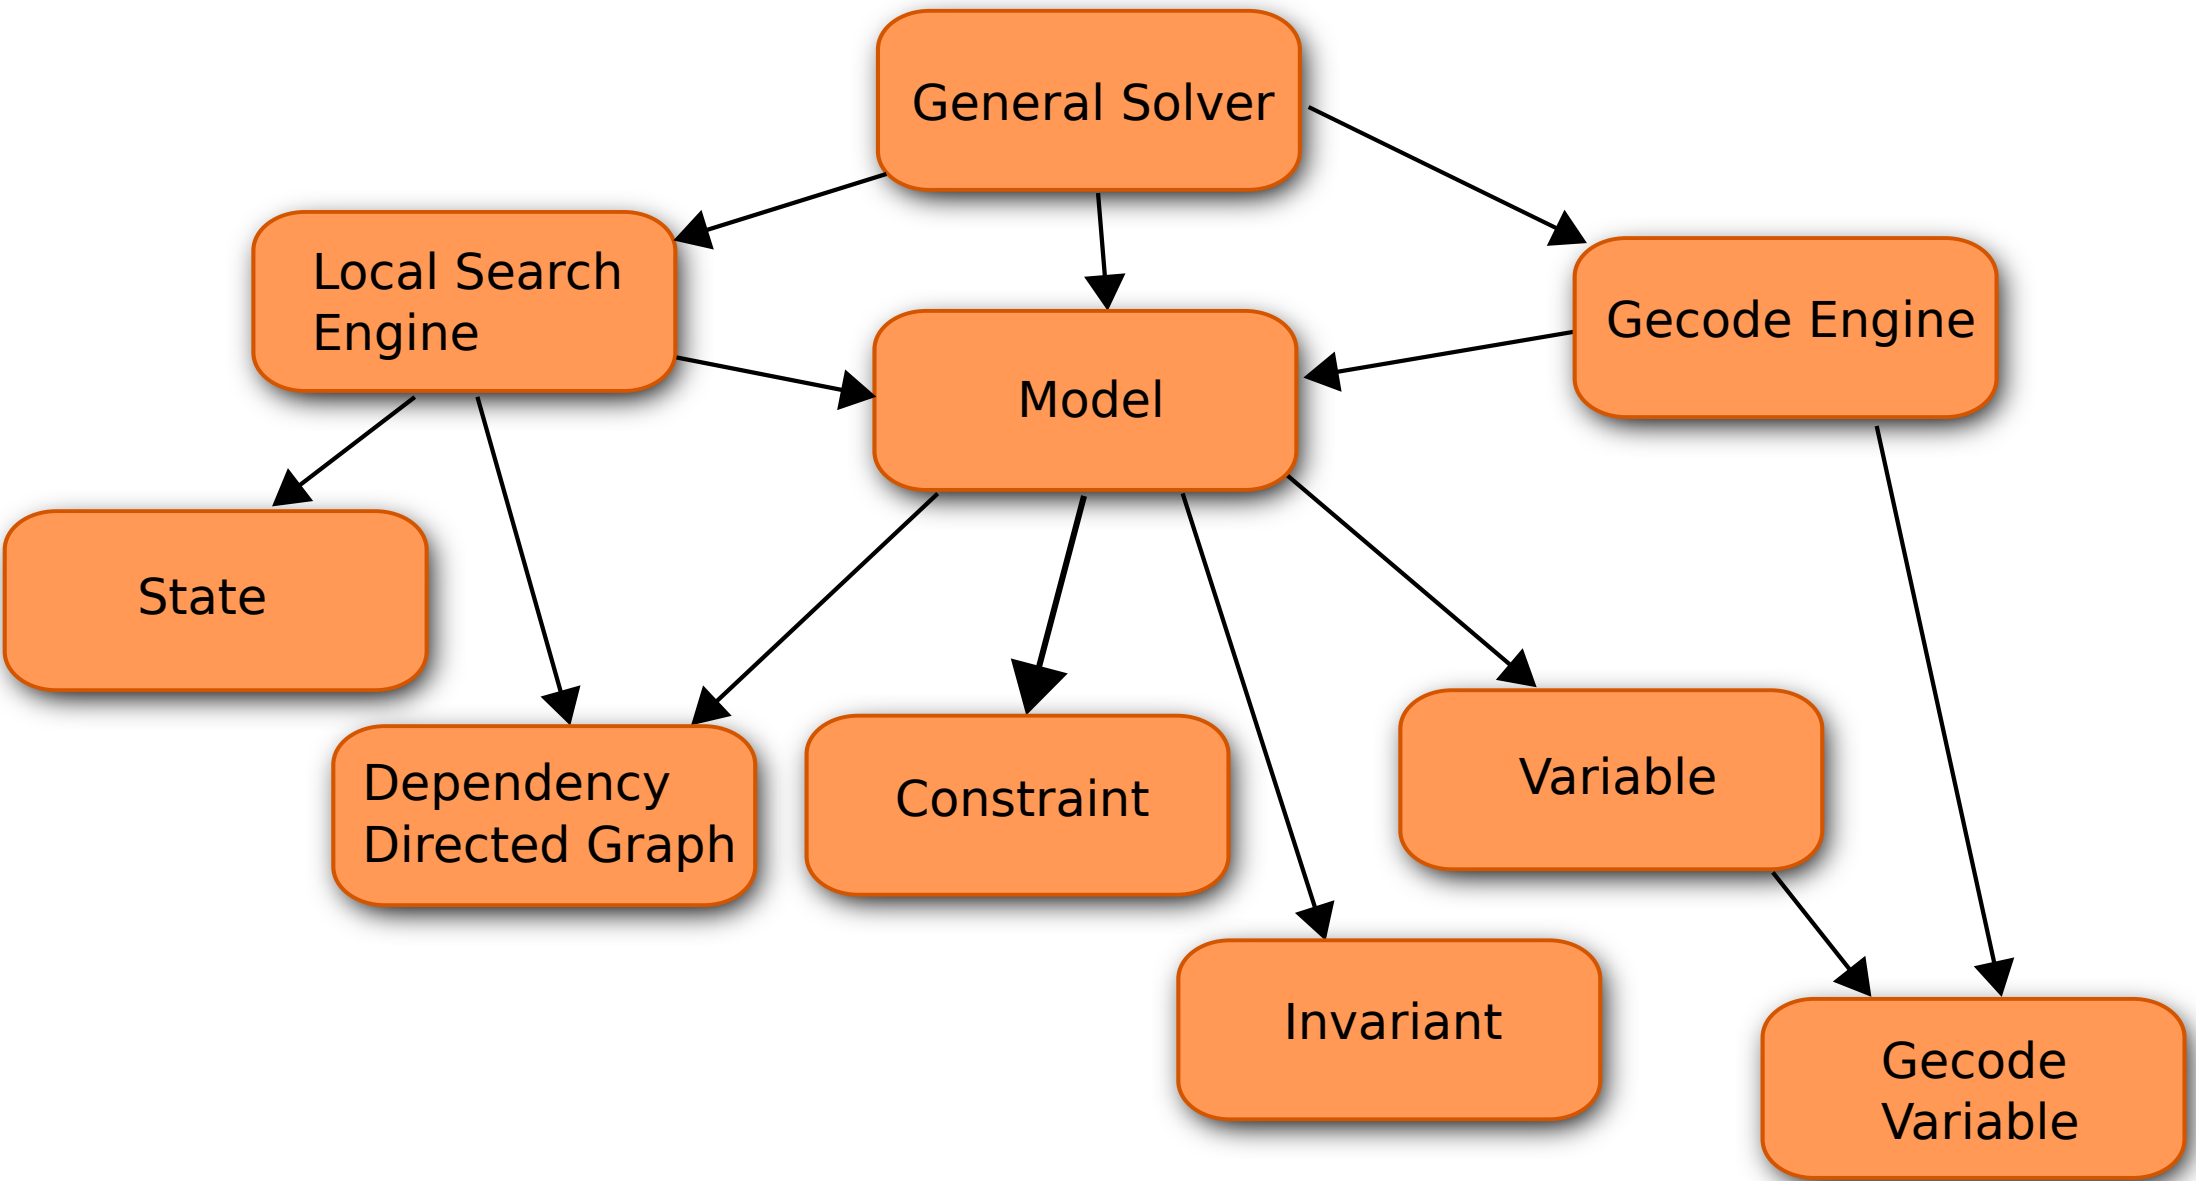 General Solver
Local Search
Engine
Gecode Engine
Model
State
Dependency
Directed Graph
Constraint
Variable
Invariant
Gecode
Variable